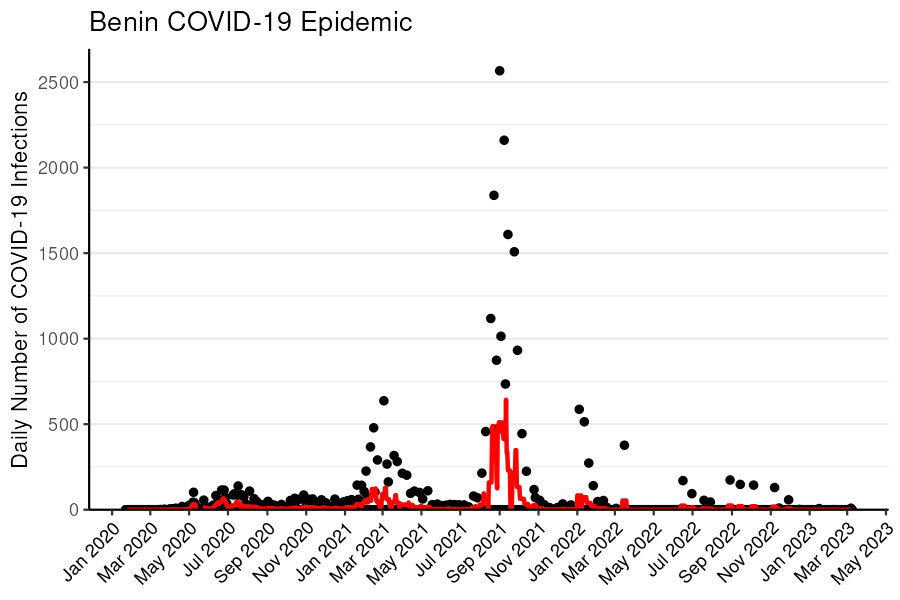 Benin COVID-19 Epidemic
Daily Number of COVID-19 Infections
2500
2000
1500
1000
500
0
Jan 2020
Mar 2020
May 2020
Jul 2020
Sep 2020
Nov 2020
Jan 2021
Mar 2021
May 2021
Jul 2021
Sep 2021
Nov 2021
Jan 2022
Mar 2022
May 2022
Jul 2022
Sep 2022
Nov 2022
Jan 2023
Mar 2023
May 2023